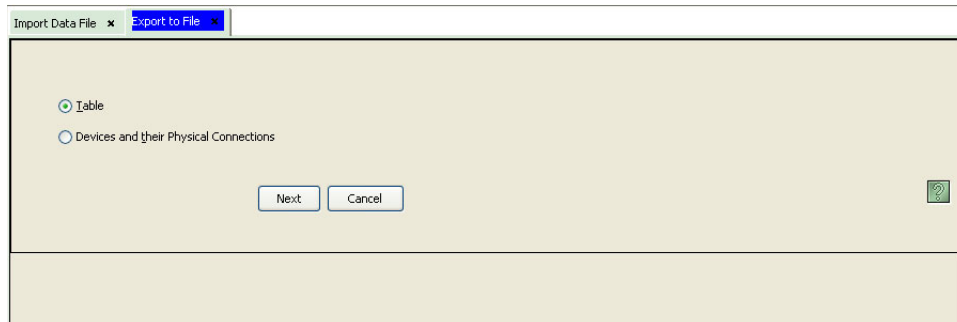 Import Data File × Export to File ×
Table
Devices and their Physical Connections
Next Cancel
?